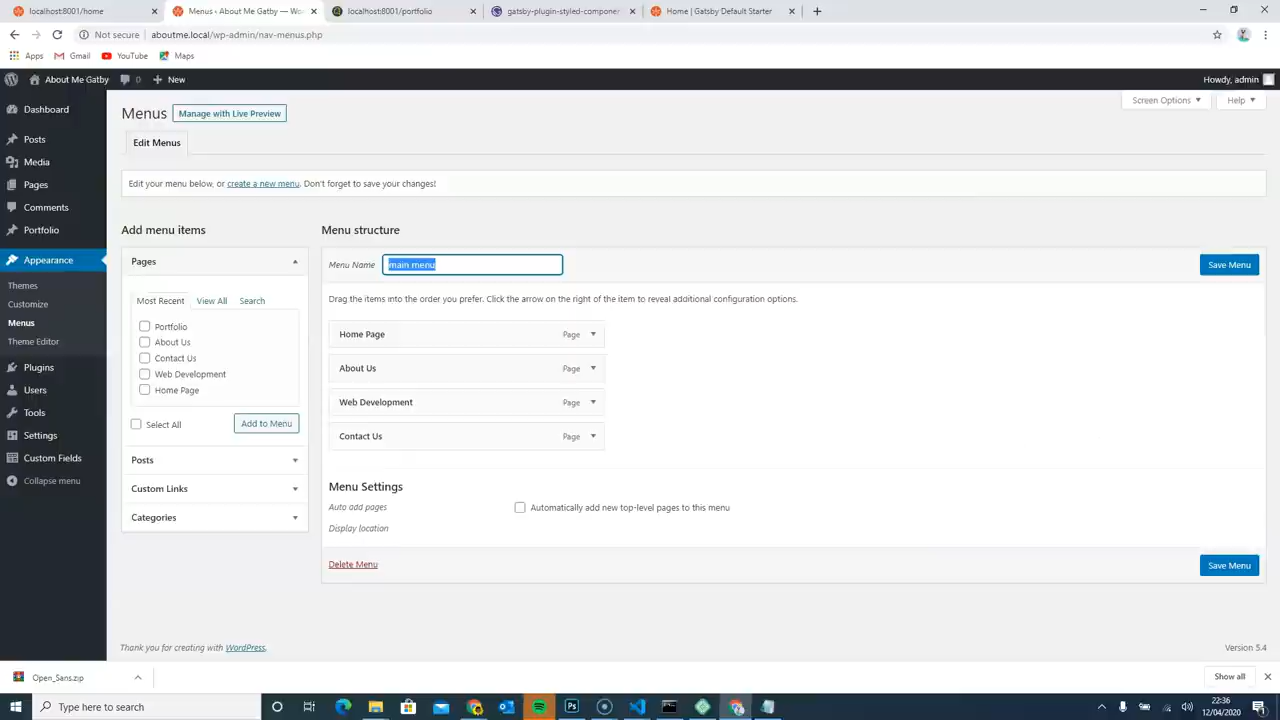 localhost:8001/home
Menus ‹ About Me Gatby — Wo
localhost:8001/portfolio
gatsby-plugin-styled-componer
Home | Gatsby Default Starter
Not secure | aboutme.local/wp-admin/nav-menus.php
Apps Gmail YouTube Maps
About Me Gatby 0 New Howdy, admin
Screen Options Help
Menus Manage with Live Preview
Edit Menus
Edit your menu below, or create a new menu. Don't forget to save your changes!
Dashboard
Posts
Media
Pages
Comments
Portfolio
Appearance
Themes
Customize
Menus
Theme Editor
Plugins
Users
Tools
Settings
Custom Fields
Collapse menu
Add menu items
Pages
Most Recent View All Search
Portfolio
About Us
Contact Us
Web Development
Home Page
Select All Add to Menu
Posts
Custom Links
Categories
Menu structure
Menu Name main menu Save Menu
Drag the items into the order you prefer. Click the arrow on the right of the item to reveal additional configuration options.
Home Page Page
About Us Page
Web Development Page
Contact Us Page
Menu Settings
Auto add pages Automatically add new top-level pages to this menu
Display location
Delete Menu Save Menu
Thank you for creating with WordPress. Version 5.4
Open_Sans.zip Show all
Type here to search
22:36
12/04/2020